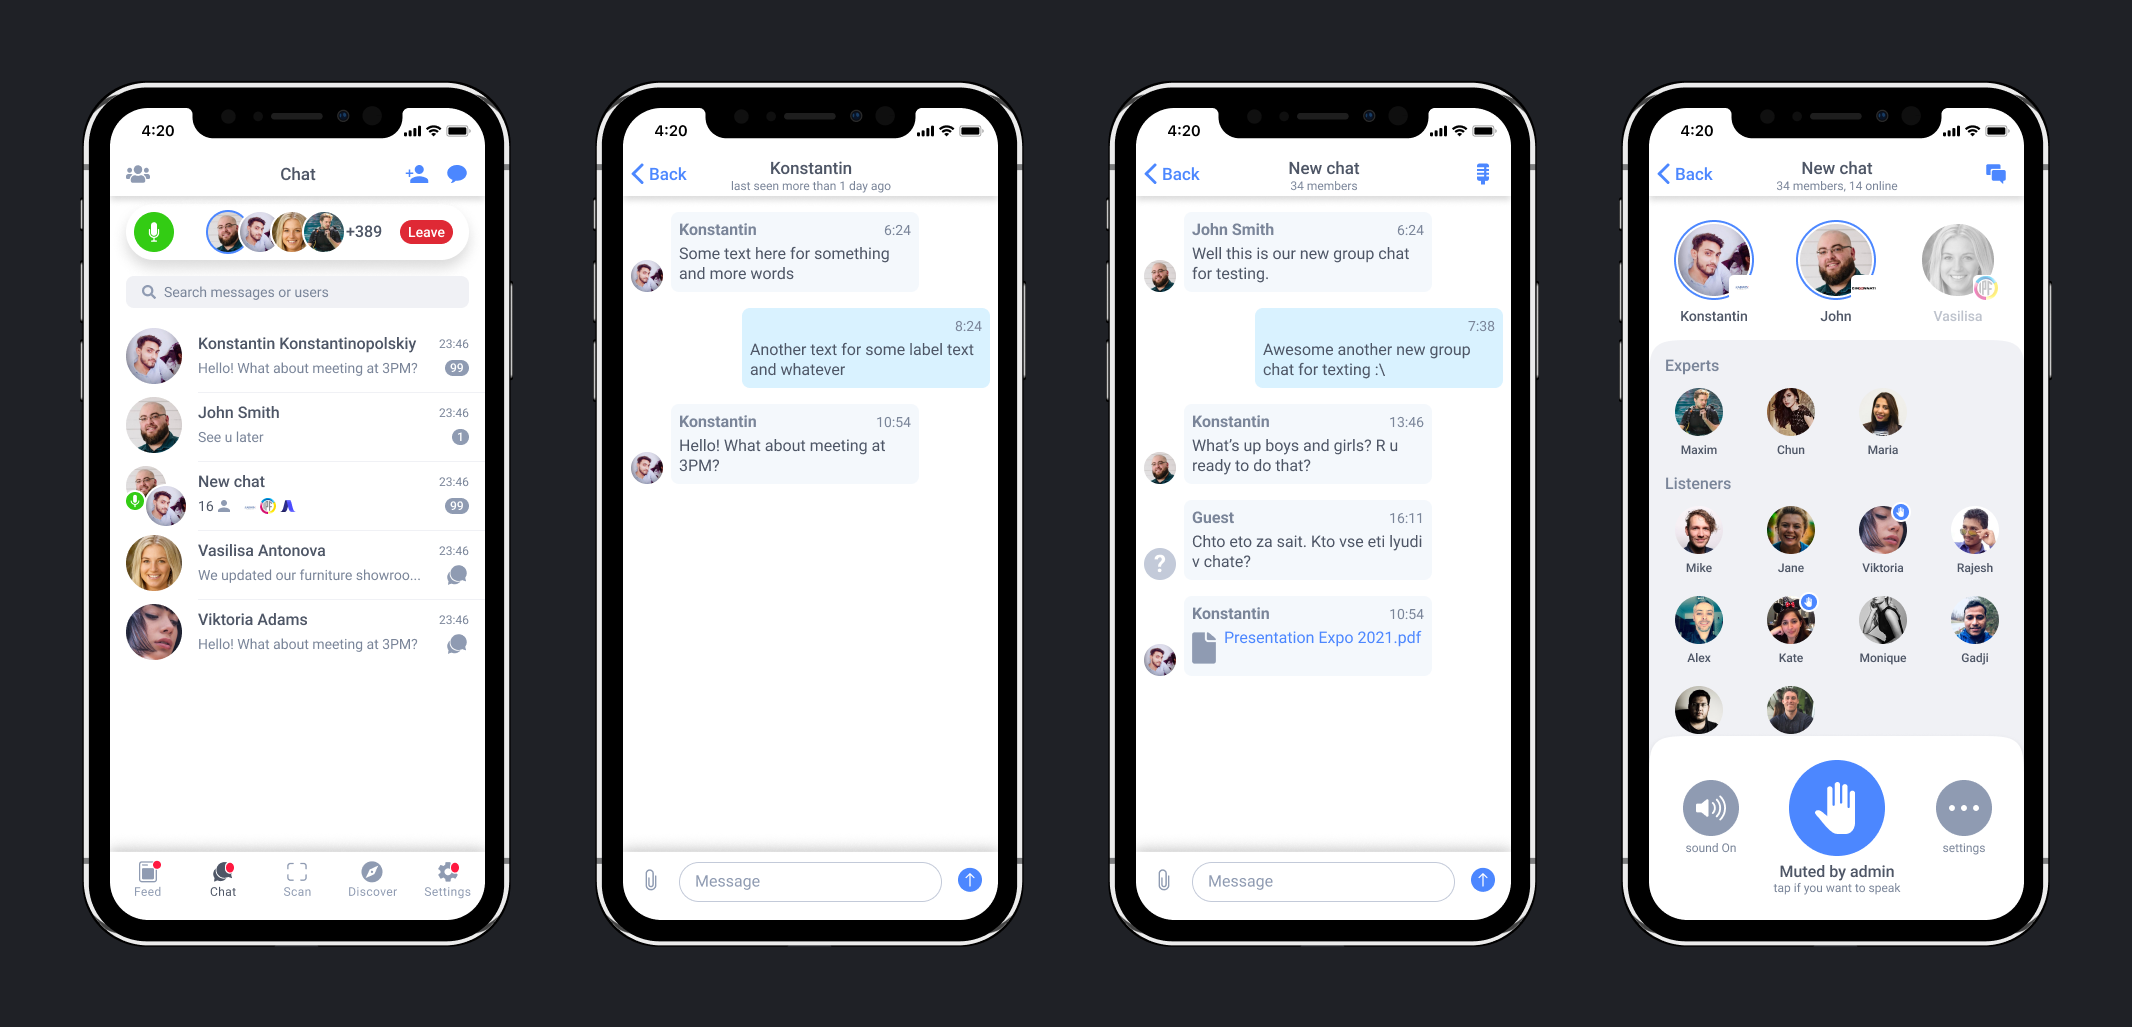 4:20
Chat
+389
Leave
Search messages or users
Konstantin Konstantinopolskiy 23:46
Hello! What about meeting at 3PM? 99
John Smith 23:46
See u later 1
New chat 23:46
16 99
Vasilisa Antonova 23:46
We updated our furniture showroo...
Viktoria Adams 23:46
Hello! What about meeting at 3PM?
Feed Chat Scan Discover Settings
4:20
Back Konstantin
last seen more than 1 day ago
Konstantin 6:24
Some text here for something
and more words
8:24
Another text for some label text
and whatever
Konstantin 10:54
Hello! What about meeting at
3PM?
Message
4:20
Back New chat
34 members
John Smith 6:24
Well this is our new group chat
for testing.
7:38
Awesome another new group
chat for texting :\
Konstantin 13:46
What's up boys and girls? R u
ready to do that?
Guest 16:11
Chto eto za sait. Kto vse eti lyudi
v chate?
?
Konstantin 10:54
Presentation Expo 2021.pdf
Message
4:20
Back New chat
34 members, 14 online
CINCINNATI
IPF
Konstantin John Vasilisa
Experts
Maxim Chun Maria
Listeners
Mike Jane Viktoria Rajesh
Alex Kate Monique Gadji
sound On
settings
Muted by admin
tap if you want to speak